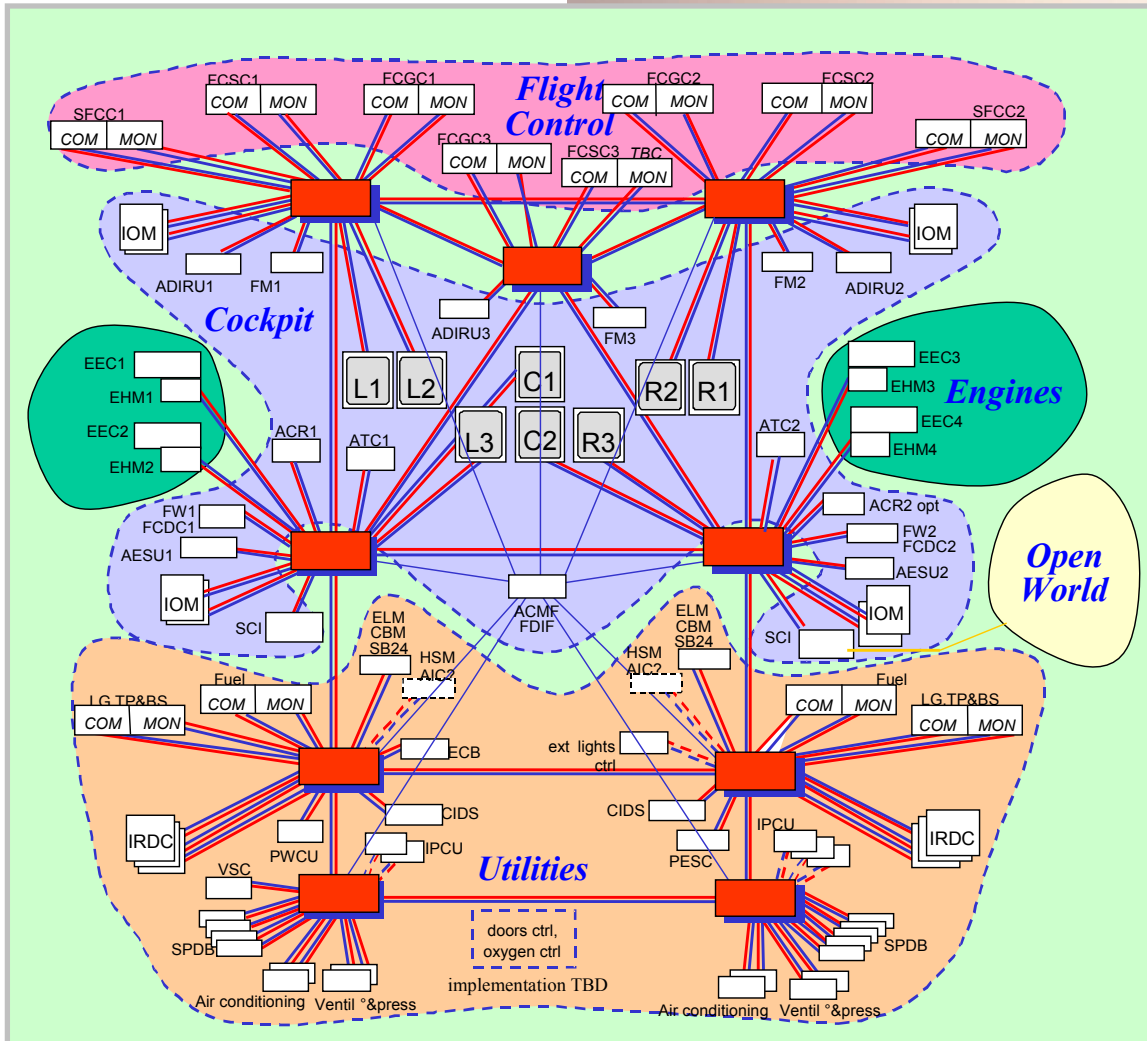 FCSC1
COM MON
FCGC1
COM MON
Flight
Control
FCGC2
COM MON
FCSC2
COM MON
SFCC1
COM MON
FCGC3
COM MON
FCSC3 TBC
COM MON
SFCC2
COM MON
IOM
ADIRU1
FM1
ADIRU3
FM3
FM2
ADIRU2
IOM
Cockpit
EEC1
EHM1
EEC2
EHM2
L1
L2
C1
R2
R1
L3
C2
R3
EEC3
EHM3
Engines
EEC4
EHM4
ACR1
ATC1
ATC2
FW1
FCDC1
AESU1
IOM
SCI
ACR2 opt
FW2
FCDC2
AESU2
IOM
SCI
Open
World
ACMF
FDIF
ELM
CBM
SB24
HSM
AIC2
ELM
CBM
SB24
HSM
AIC2
Fuel
COM MON
LG.TP&BS
COM MON
Fuel
COM MON
LG.TP&BS
COM MON
ECB
ext lights
ctrl
CIDS
CIDS
IRDC
PWCU
IPCU
PESC
IPCU
IRDC
VSC
Utilities
SPDB
doors ctrl,
oxygen ctrl
SPDB
implementation TBD
Air conditioning
Ventil °&press
Air conditioning
Ventil °&press